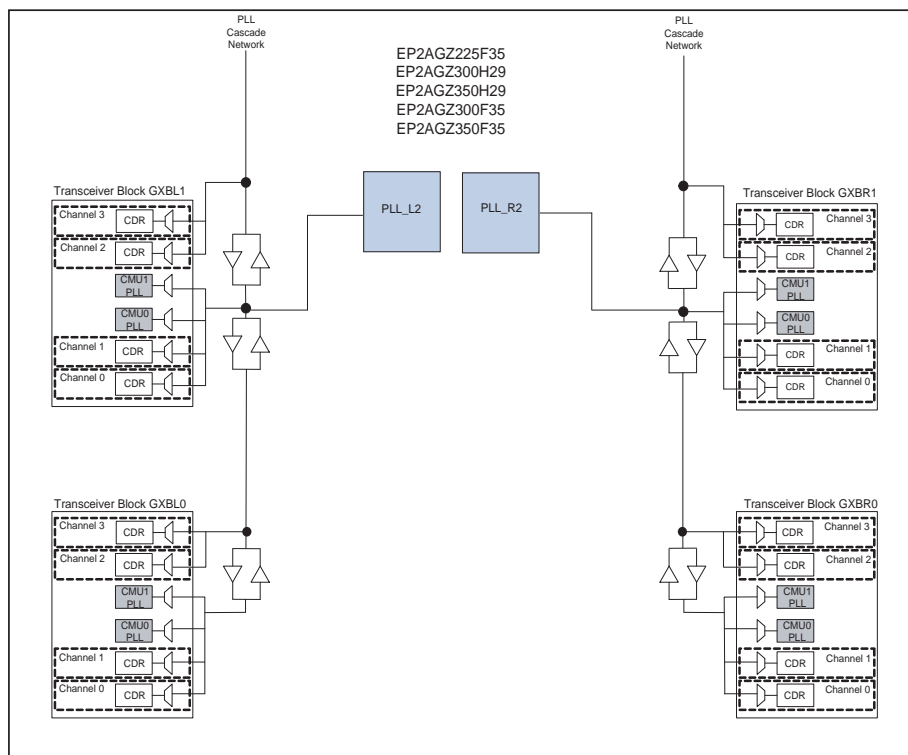 PLL
Cascade
Network
PLL
Cascade
Network
EP2AGZ225F35
EP2AGZ300H29
EP2AGZ350H29
EP2AGZ300F35
EP2AGZ350F35
PLL_L2
PLL_R2
Transceiver Block GXBL1
Channel 3
CDR
Channel 2
CDR
CMU1
PLL
CMU0
PLL
Channel 1
CDR
Channel 0
CDR
Transceiver Block GXBR1
Channel 3
CDR
Channel 2
CDR
CMU1
PLL
CMU0
PLL
Channel 1
CDR
Channel 0
CDR
Transceiver Block GXBL0
Channel 3
CDR
Channel 2
CDR
CMU1
PLL
CMU0
PLL
Channel 1
CDR
Channel 0
CDR
Transceiver Block GXBR0
Channel 3
CDR
Channel 2
CDR
CMU1
PLL
CMU0
PLL
Channel 1
CDR
Channel 0
CDR